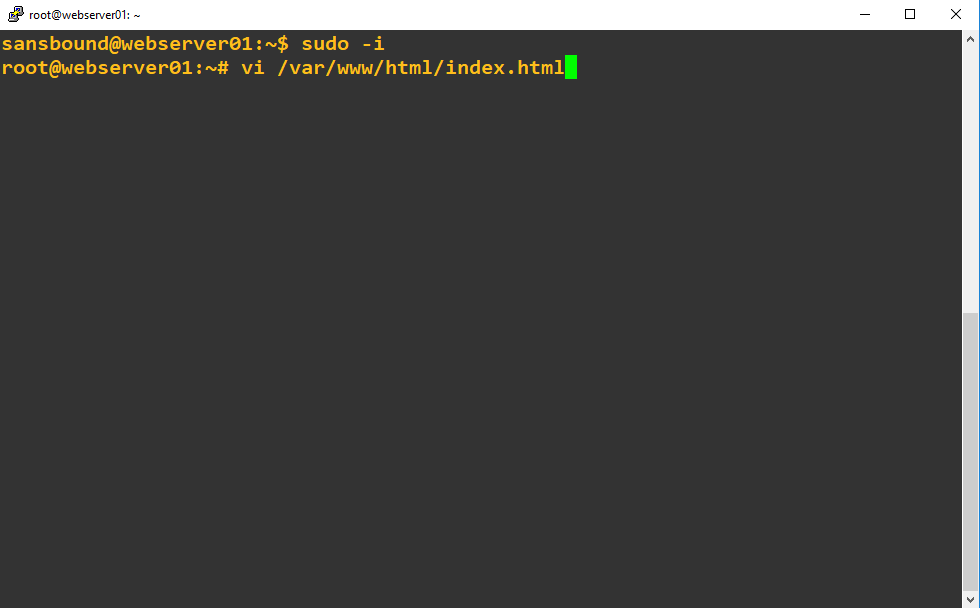 root@webserver01: ~
sansbound@webserver01:~$ sudo -i
root@webserver01:~# vi /var/www/html/index.html